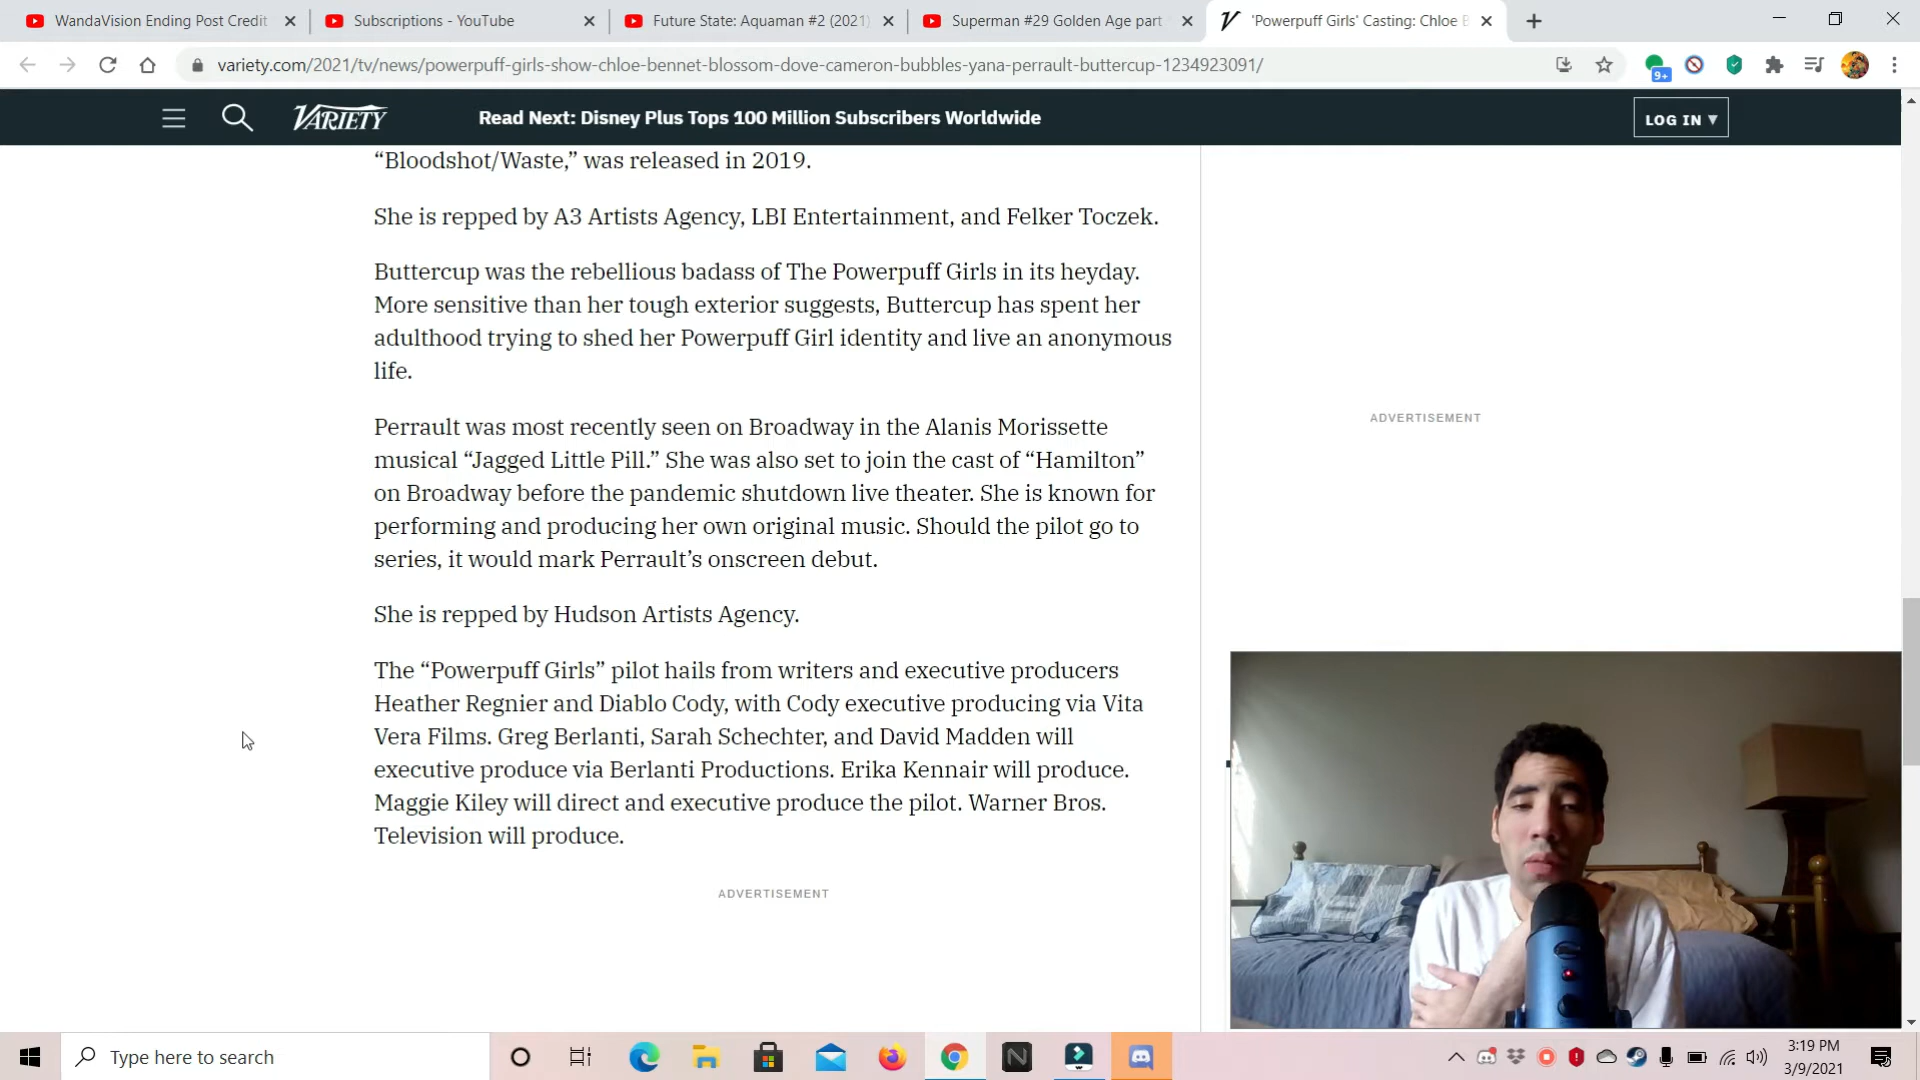 WandaVision Ending Post Credit
Subscriptions - YouTube
Future State: Aquaman #2 (2021)
Superman #29 Golden Age part
'Powerpuff Girls' Casting: Chloe B
variety.com/2021/tv/news/powerpuff-girls-show-chloe-bennet-blossom-dove-cameron-bubbles-yana-perrault-buttercup-1234923091/
9+
VARIETY
Read Next: Disney Plus Tops 100 Million Subscribers Worldwide
LOG IN ▼
“Bloodshot/Waste,” was released in 2019.
She is repped by A3 Artists Agency, LBI Entertainment, and Felker Toczek.
Buttercup was the rebellious badass of The Powerpuff Girls in its heyday.
More sensitive than her tough exterior suggests, Buttercup has spent her
adulthood trying to shed her Powerpuff Girl identity and live an anonymous
life.
ADVERTISEMENT
Perrault was most recently seen on Broadway in the Alanis Morissette
musical “Jagged Little Pill.” She was also set to join the cast of “Hamilton”
on Broadway before the pandemic shutdown live theater. She is known for
performing and producing her own original music. Should the pilot go to
series, it would mark Perrault’s onscreen debut.
She is repped by Hudson Artists Agency.
The “Powerpuff Girls” pilot hails from writers and executive producers
Heather Regnier and Diablo Cody, with Cody executive producing via Vita
Vera Films. Greg Berlanti, Sarah Schechter, and David Madden will
executive produce via Berlanti Productions. Erika Kennair will produce.
Maggie Kiley will direct and executive produce the pilot. Warner Bros.
Television will produce.
ADVERTISEMENT
Type here to search
3:19 PM
3/9/2021